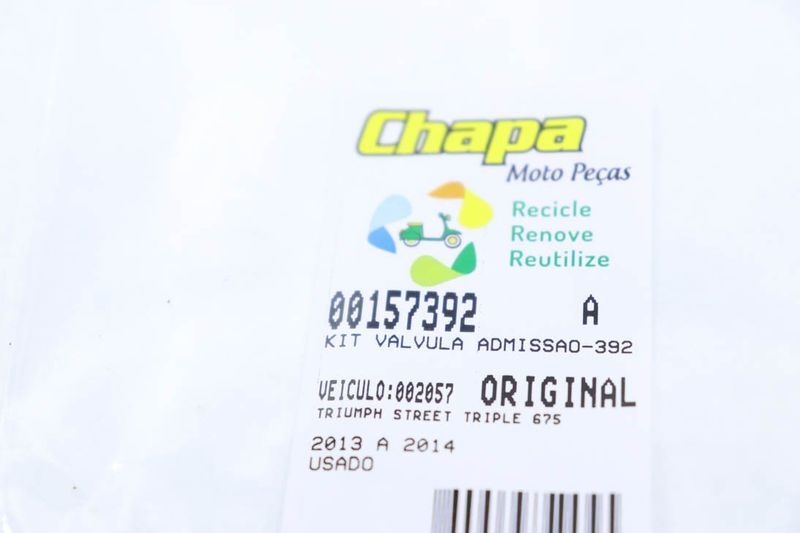 Chapa
Moto Peças
Recicle
Renove
Reutilize
00157392 A
KIT VALVULA ADMISSAO-392
VEICULO:002057 ORIGINAL
TRIUMPH STREET TRIPLE 675
2013 A 2014
USADO